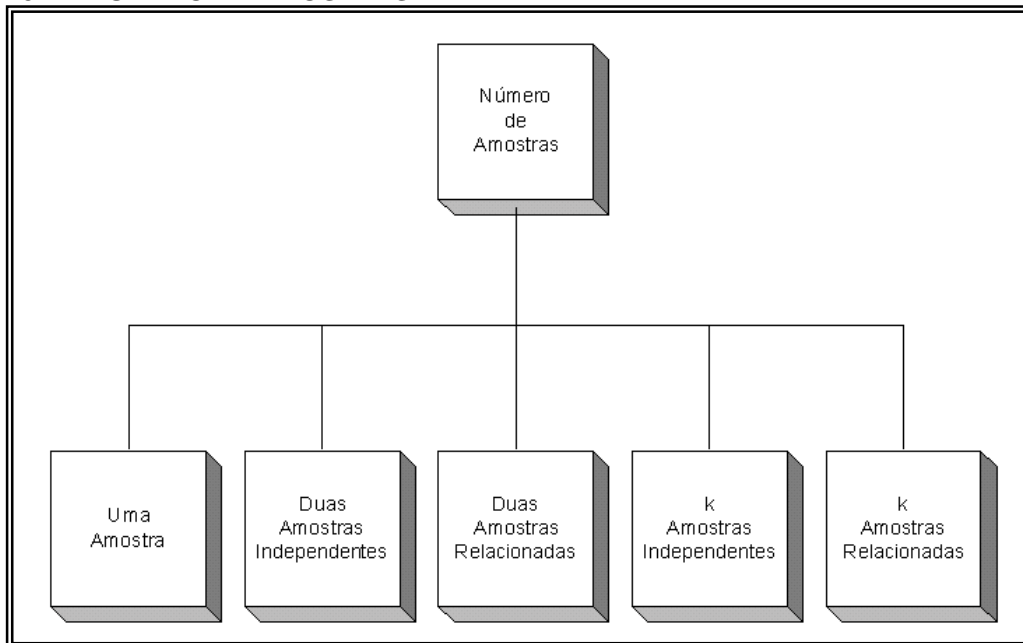 Número
de
Amostras
Uma
Amostra
Duas
Amostras
Independentes
Duas
Amostras
Relacionadas
k
Amostras
Independentes
k
Amostras
Relacionadas